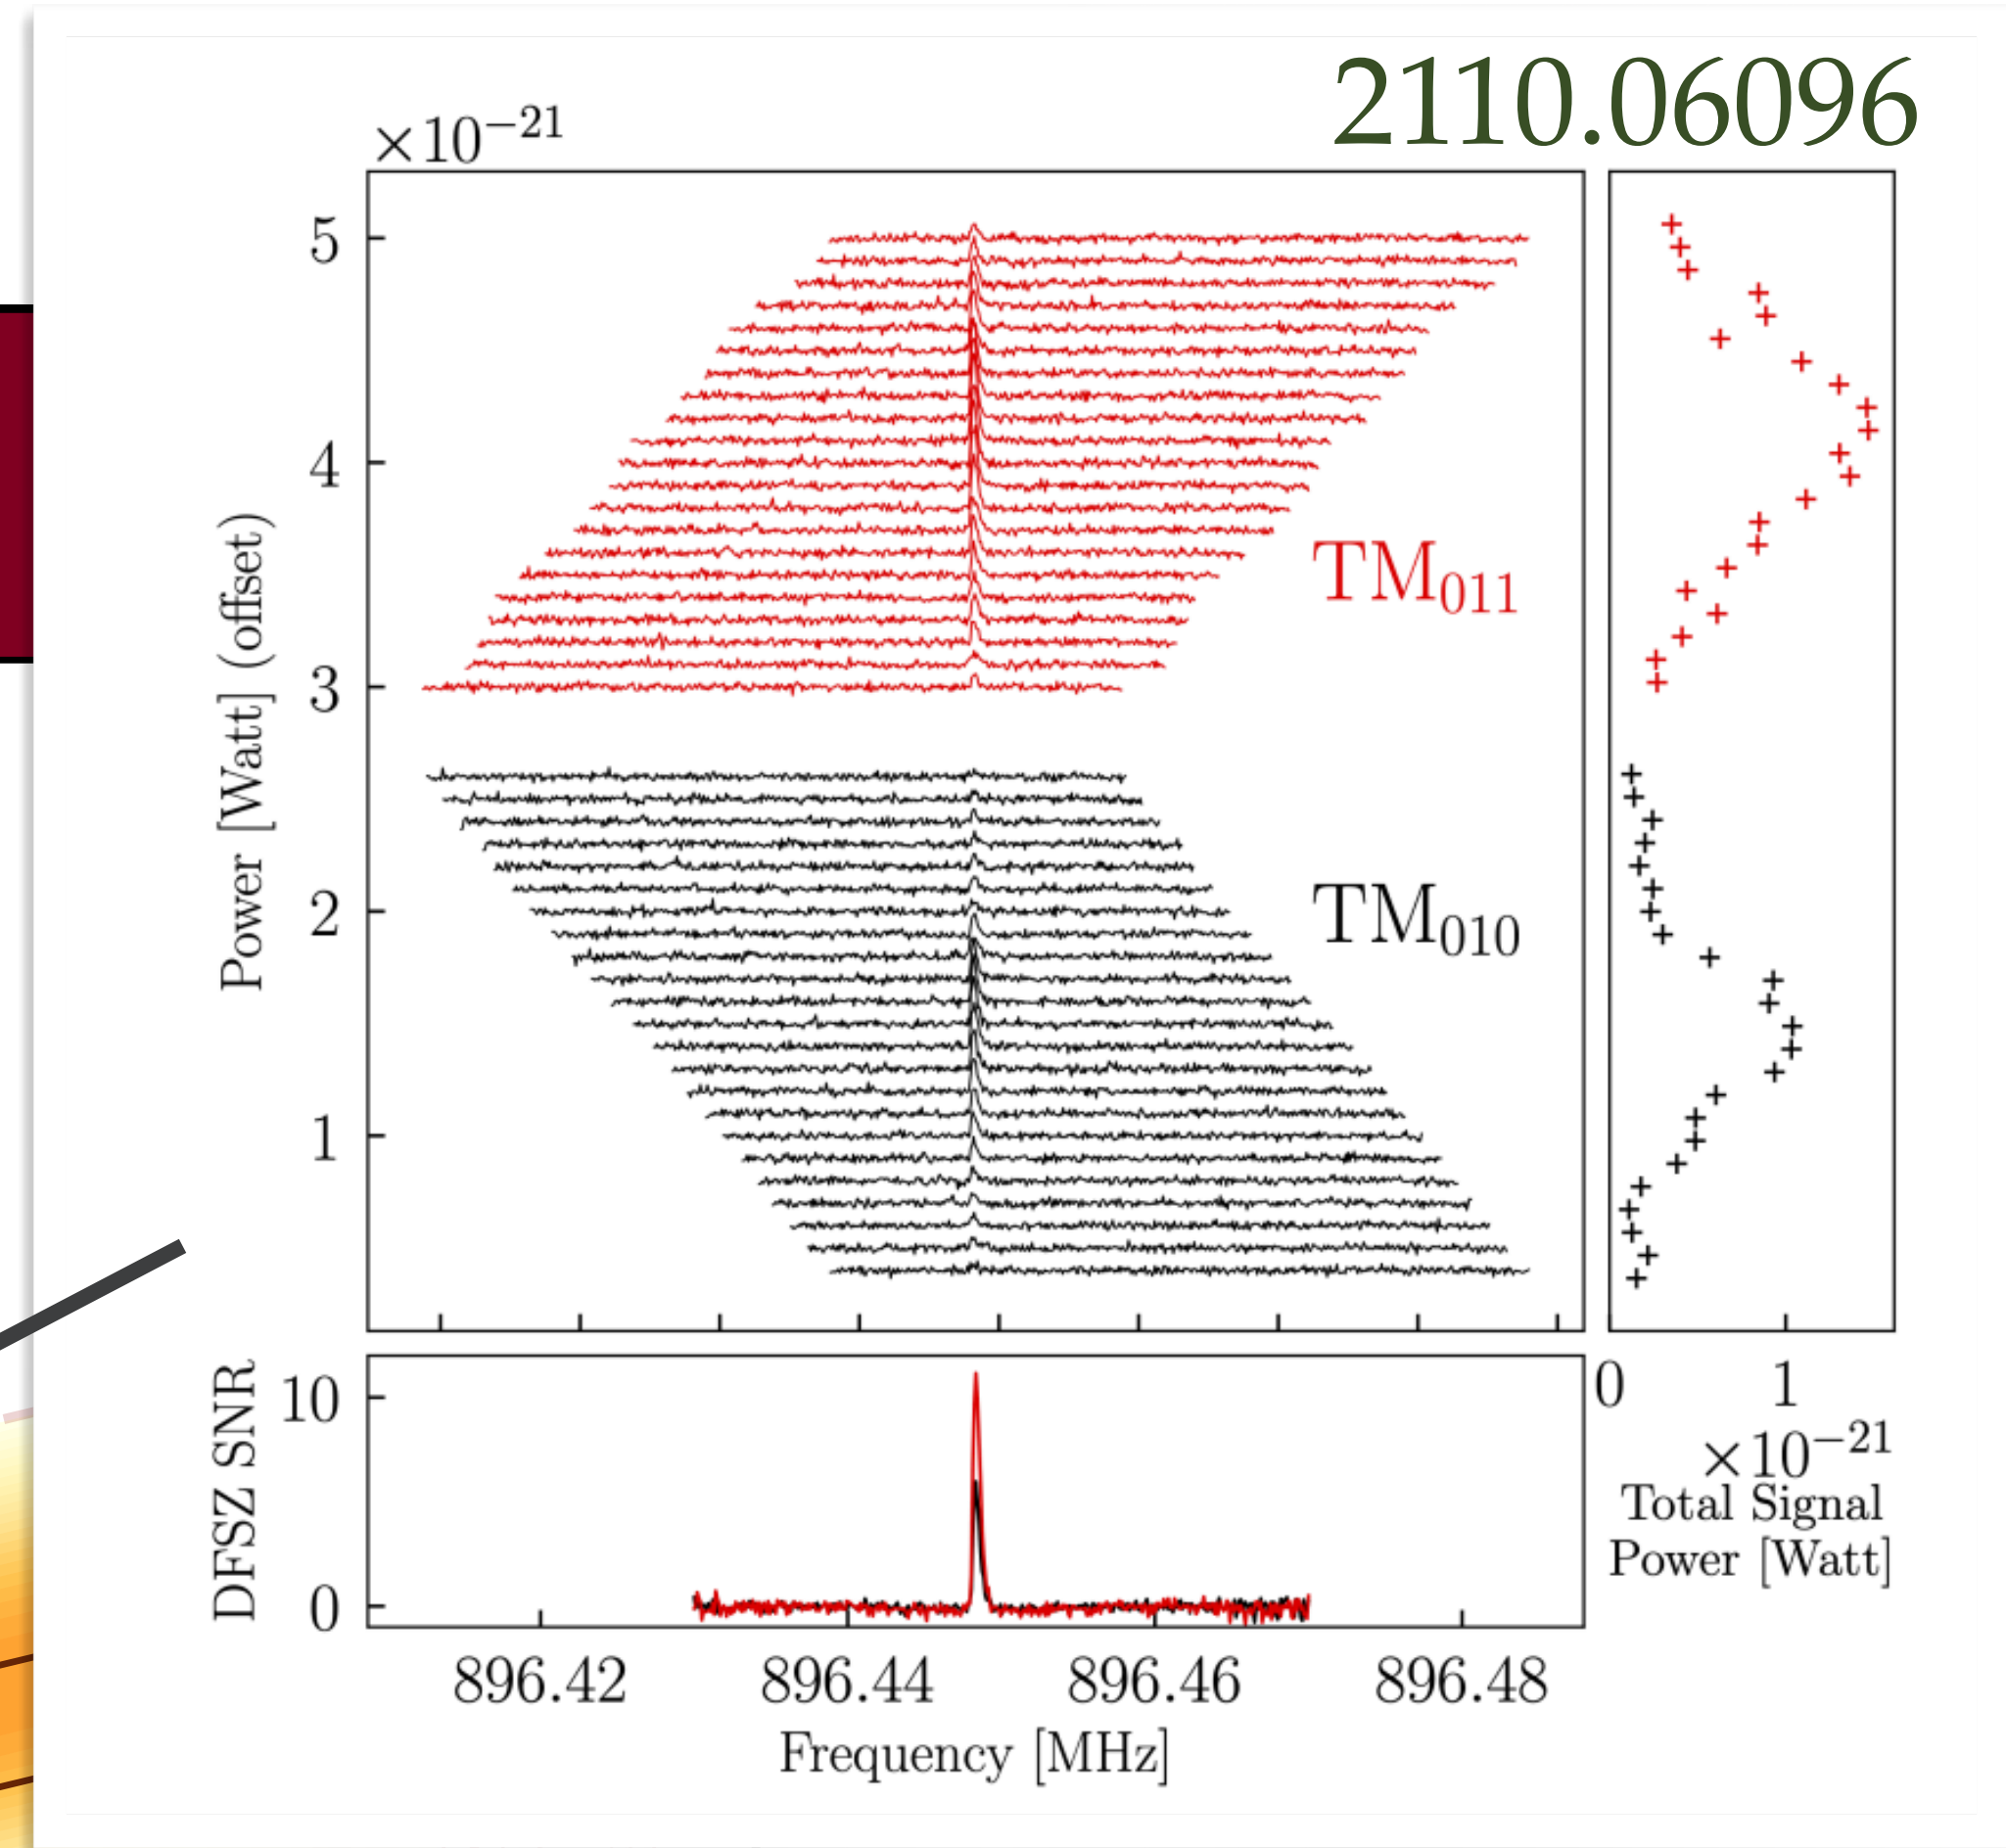 2110.06096
×10−21
5
4
3
2
1
Power [Watt] (offset)
TM011
TM010
0 1
×10−21
Total Signal
Power [Watt]
DFSZ SNR
10
0
896.42 896.44 896.46 896.48
Frequency [MHz]